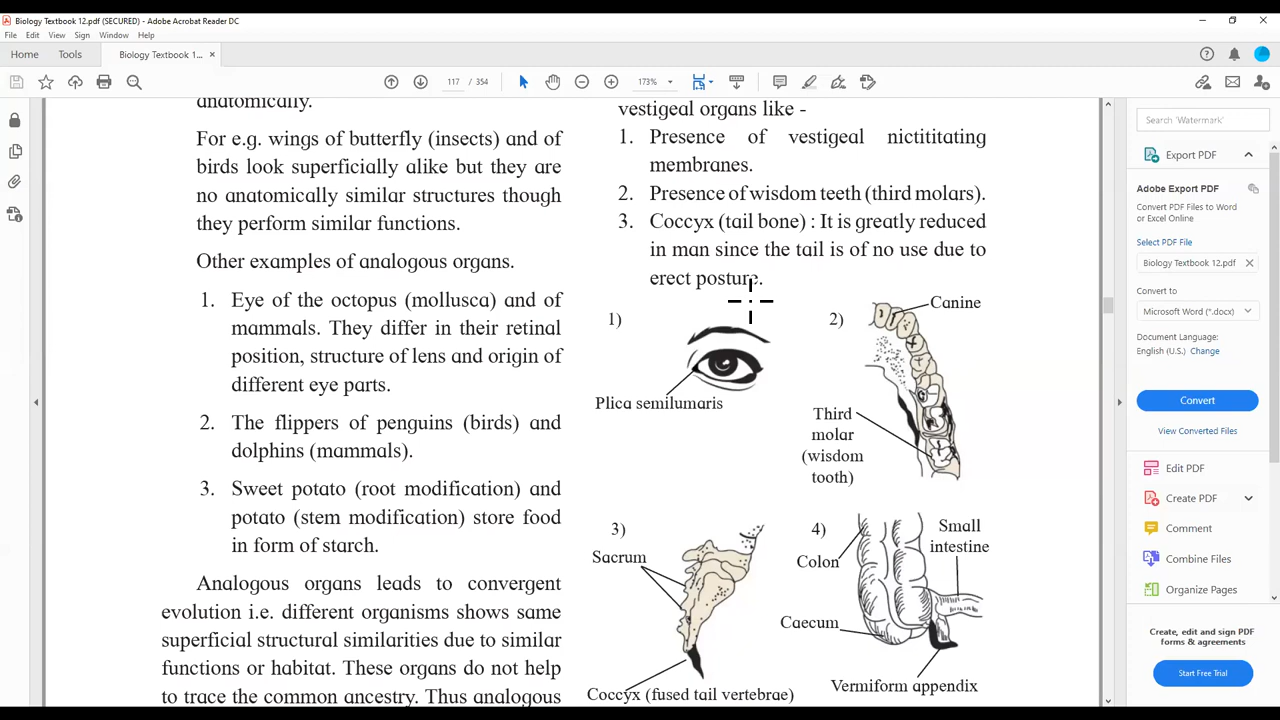 Biology Textbook 12.pdf (SECURED) - Adobe Acrobat Reader DC
File Edit View Sign Window Help
Home Tools Biology Textbook 1... ×
117 / 354 173%
anatomically.
For e.g. wings of butterfly (insects) and of
birds look superficially alike but they are
no anatomically similar structures though
they perform similar functions.
Other examples of analogous organs.
1. Eye of the octopus (mollusca) and of
mammals. They differ in their retinal
position, structure of lens and origin of
different eye parts.
2. The flippers of penguins (birds) and
dolphins (mammals).
3. Sweet potato (root modification) and
potato (stem modification) store food
in form of starch.
Analogous organs leads to convergent
evolution i.e. different organisms shows same
superficial structural similarities due to similar
functions or habitat. These organs do not help
to trace the common ancestry. Thus analogous
vestigeal organs like -
1. Presence of vestigeal nictititating
membranes.
2. Presence of wisdom teeth (third molars).
3. Coccyx (tail bone) : It is greatly reduced
in man since the tail is of no use due to
erect posture.
1)
Plica semilumaris
2)
Canine
Third
molar
(wisdom
tooth)
3)
Sacrum
Coccyx (fused tail vertebrae)
4)
Small
intestine
Colon
Caecum
Vermiform appendix
Search 'Watermark'
Export PDF
Adobe Export PDF
Convert PDF Files to Word
or Excel Online
Select PDF File
Biology Textbook 12.pdf
Convert to
Microsoft Word (*.docx)
Document Language:
English (U.S.) Change
Convert
View Converted Files
Edit PDF
Create PDF
Comment
Combine Files
Organize Pages
Create, edit and sign PDF
forms & agreements
Start Free Trial